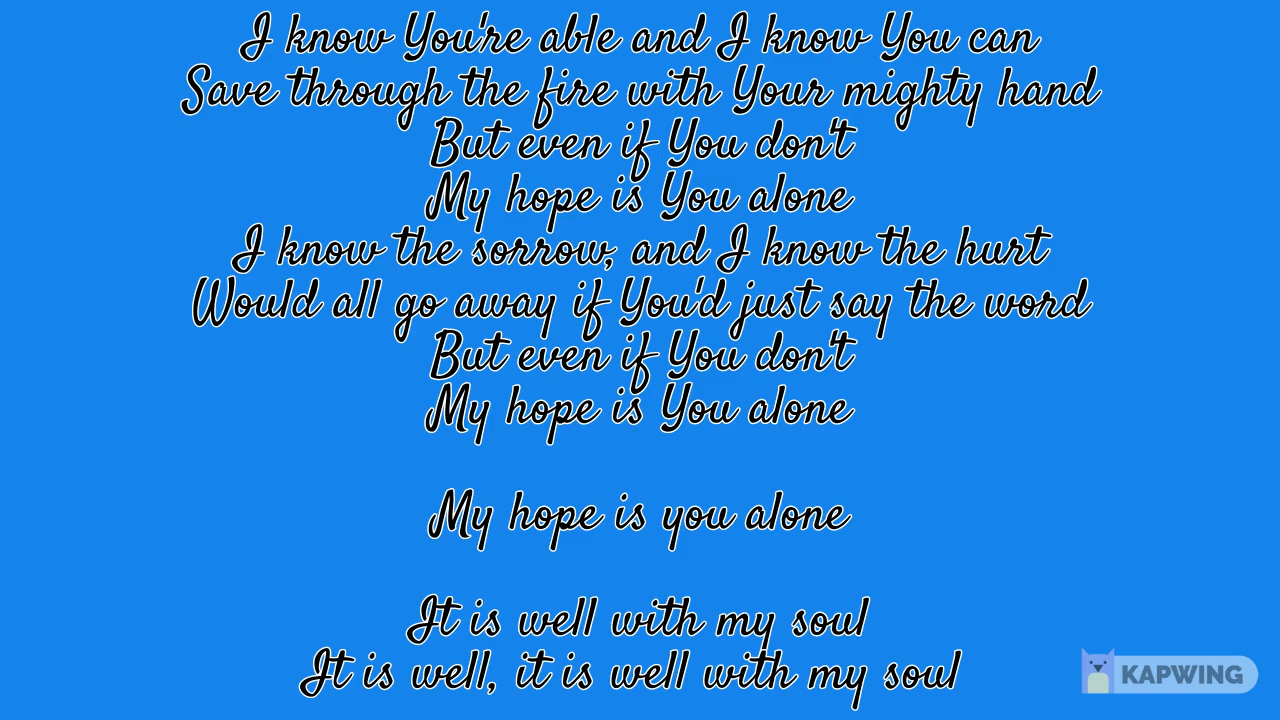 I know You're able and I know You can
Save through the fire with Your mighty hand
But even if You don't
My hope is You alone
I know the sorrow, and I know the hurt
Would all go away if You'd just say the word
But even if You don't
My hope is You alone
My hope is you alone
It is well with my soul
It is well, it is well with my soul
KAPWING